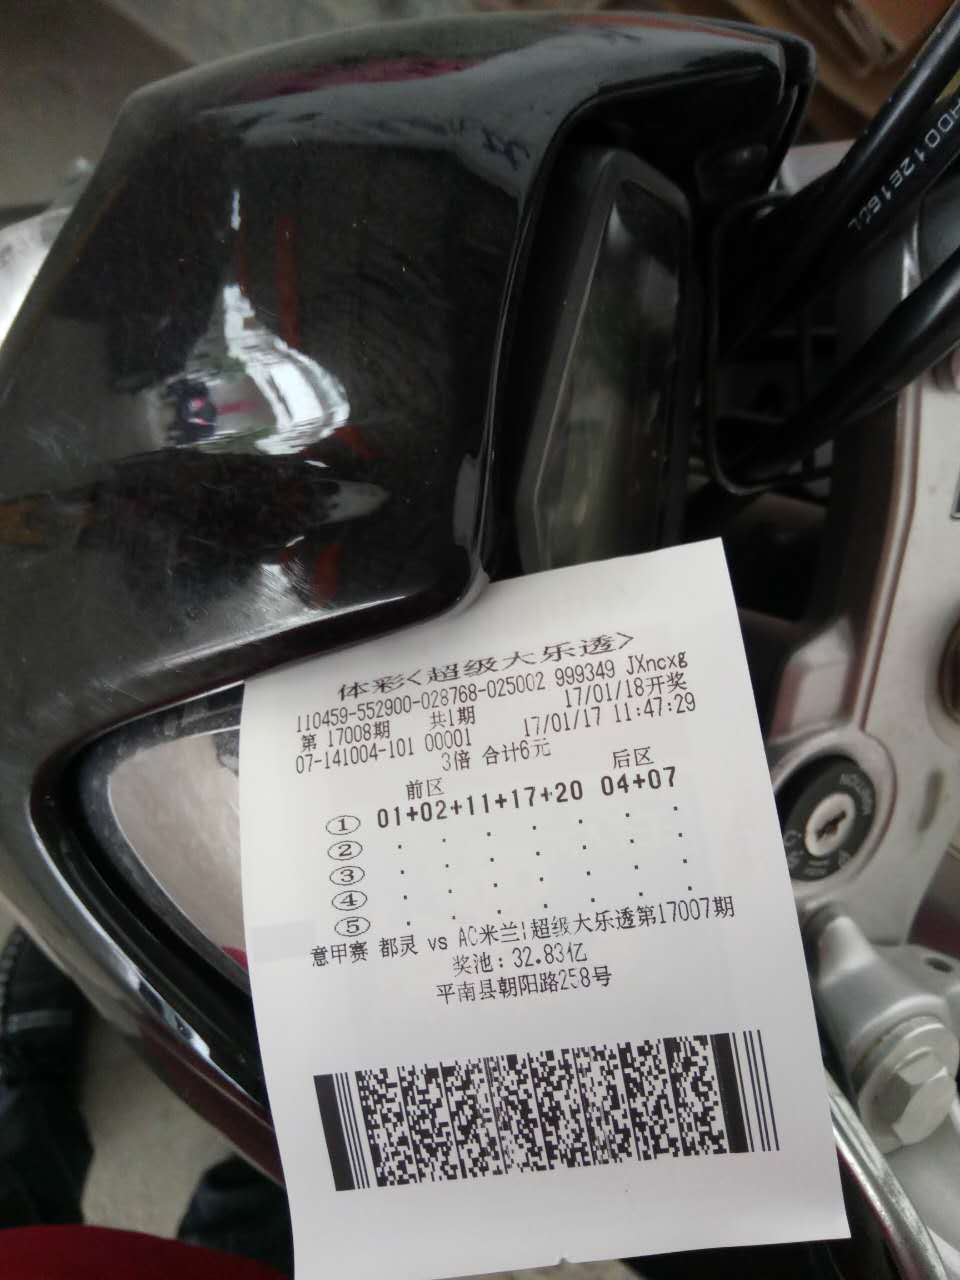 体彩<超级大乐透>
110459-552900-028768-025002 999349 JXncxg
第 17008期 共1期 17/01/18开奖
07-141004-101 00001 17/01/17 11:47:29
3倍 合计6元
前区 后区
① 01+02+11+17+20 04+07
②
③
④
⑤
意甲赛 都灵 vs AC米兰|超级大乐透第17007期
奖池:32.83亿
平南县朝阳路258号